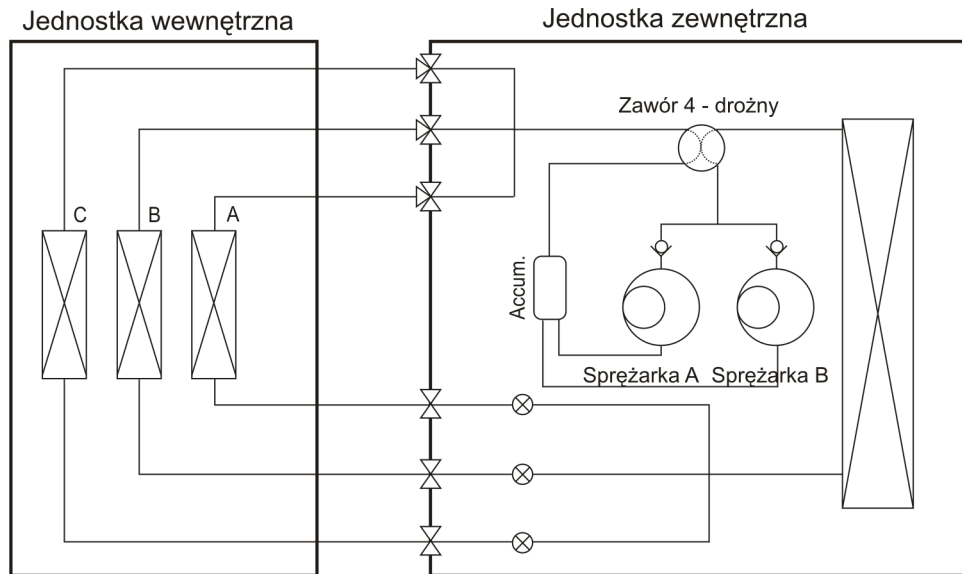 Jednostka wewnętrzna
Jednostka zewnętrzna
Zawór 4 - drożny
C
B
A
Accum.
Sprężarka A
Sprężarka B